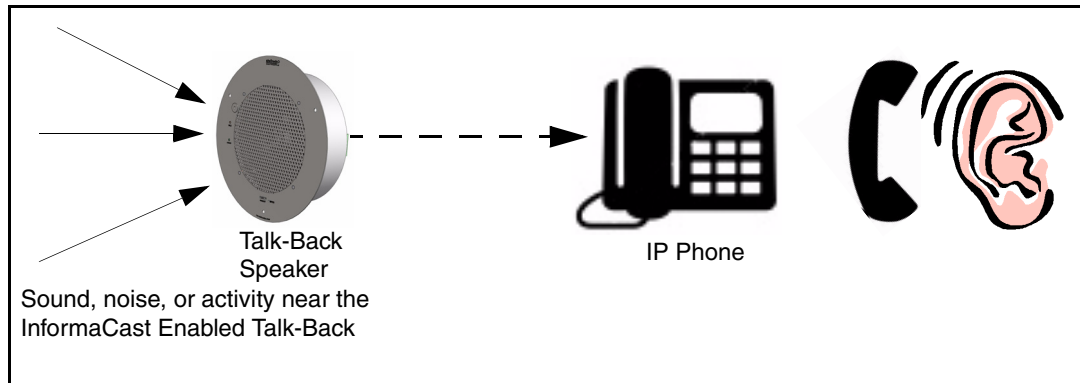 Talk-Back
Speaker
IP Phone
Sound, noise, or activity near the
InformaCast Enabled Talk-Back